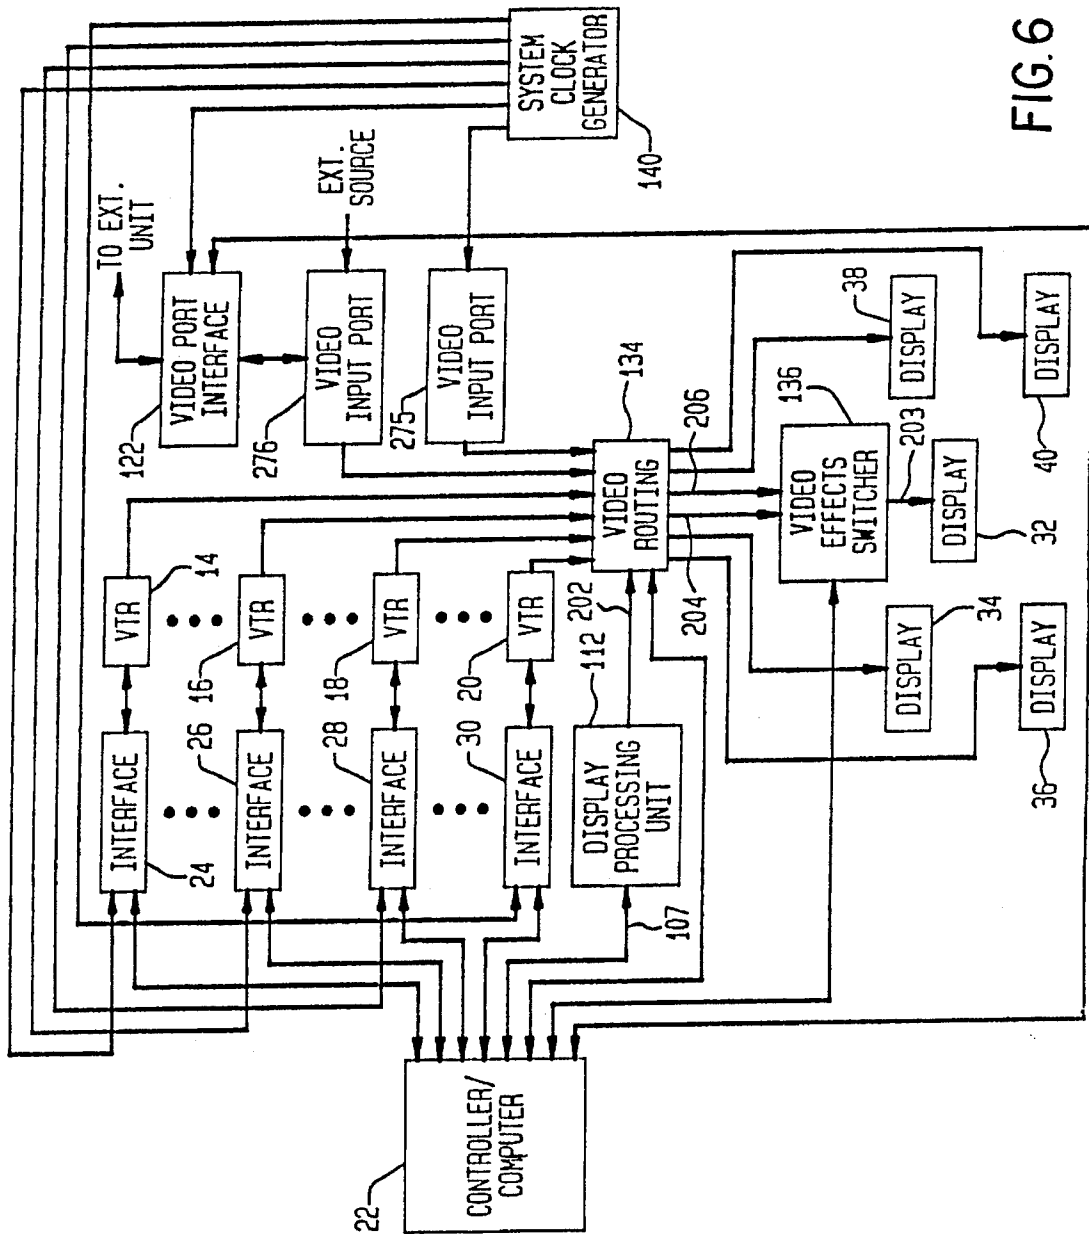 CONTROLLER/
COMPUTER
22
INTERFACE
24
INTERFACE
26
INTERFACE
28
INTERFACE
30
VTR
14
VTR
16
VTR
18
VTR
20
DISPLAY
PROCESSING
UNIT
112
107
202
VIDEO PORT
INTERFACE
122
TO EXT.
UNIT
VIDEO
INPUT PORT
276
EXT.
SOURCE
VIDEO
INPUT PORT
275
SYSTEM
CLOCK
GENERATOR
140
VIDEO
ROUTING
134
204
206
VIDEO
EFFECTS
SWITCHER
136
203
DISPLAY
34
DISPLAY
36
DISPLAY
32
DISPLAY
38
DISPLAY
40
FIG. 6